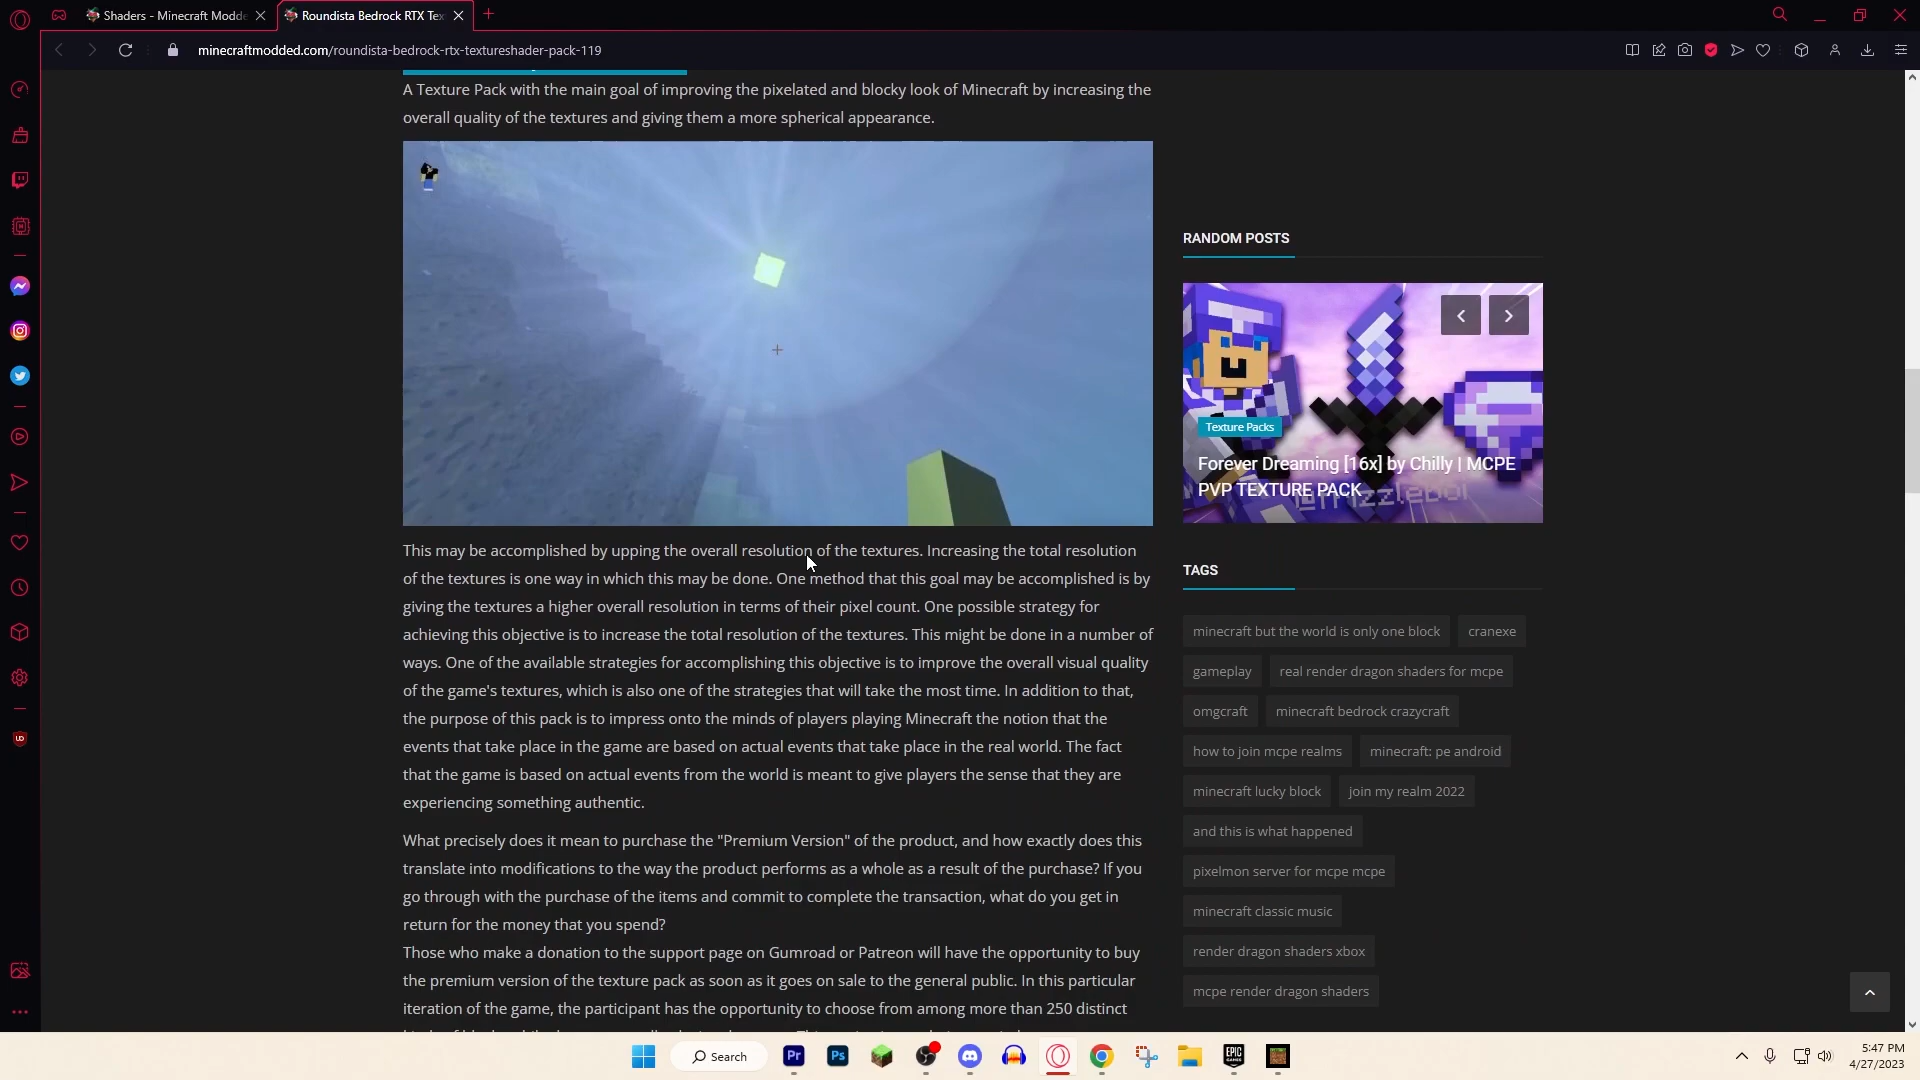 Shaders - Minecraft Modde
Roundista Bedrock RTX Tex
minecraftmodded.com/roundista-bedrock-rtx-textureshader-pack-119
A Texture Pack with the main goal of improving the pixelated and blocky look of Minecraft by increasing the
overall quality of the textures and giving them a more spherical appearance.
This may be accomplished by upping the overall resolution of the textures. Increasing the total resolution
of the textures is one way in which this may be done. One method that this goal may be accomplished is by
giving the textures a higher overall resolution in terms of their pixel count. One possible strategy for
achieving this objective is to increase the total resolution of the textures. This might be done in a number of
ways. One of the available strategies for accomplishing this objective is to improve the overall visual quality
of the game's textures, which is also one of the strategies that will take the most time. In addition to that,
the purpose of this pack is to impress onto the minds of players playing Minecraft the notion that the
events that take place in the game are based on actual events that take place in the real world. The fact
that the game is based on actual events from the world is meant to give players the sense that they are
experiencing something authentic.
What precisely does it mean to purchase the "Premium Version" of the product, and how exactly does this
translate into modifications to the way the product performs as a whole as a result of the purchase? If you
go through with the purchase of the items and commit to complete the transaction, what do you get in
return for the money that you spend?
Those who make a donation to the support page on Gumroad or Patreon will have the opportunity to buy
the premium version of the texture pack as soon as it goes on sale to the general public. In this particular
iteration of the game, the participant has the opportunity to choose from among more than 250 distinct
RANDOM POSTS
Texture Packs
Forever Dreaming [16x] by Chilly | MCPE
PVP TEXTURE PACK
TAGS
minecraft but the world is only one block
cranexe
gameplay
real render dragon shaders for mcpe
omgcraft
minecraft bedrock crazycraft
how to join mcpe realms
minecraft: pe android
minecraft lucky block
join my realm 2022
and this is what happened
pixelmon server for mcpe mcpe
minecraft classic music
render dragon shaders xbox
mcpe render dragon shaders
Search
Pr
Ps
EPIC
GAMES
5:47 PM
4/27/2023